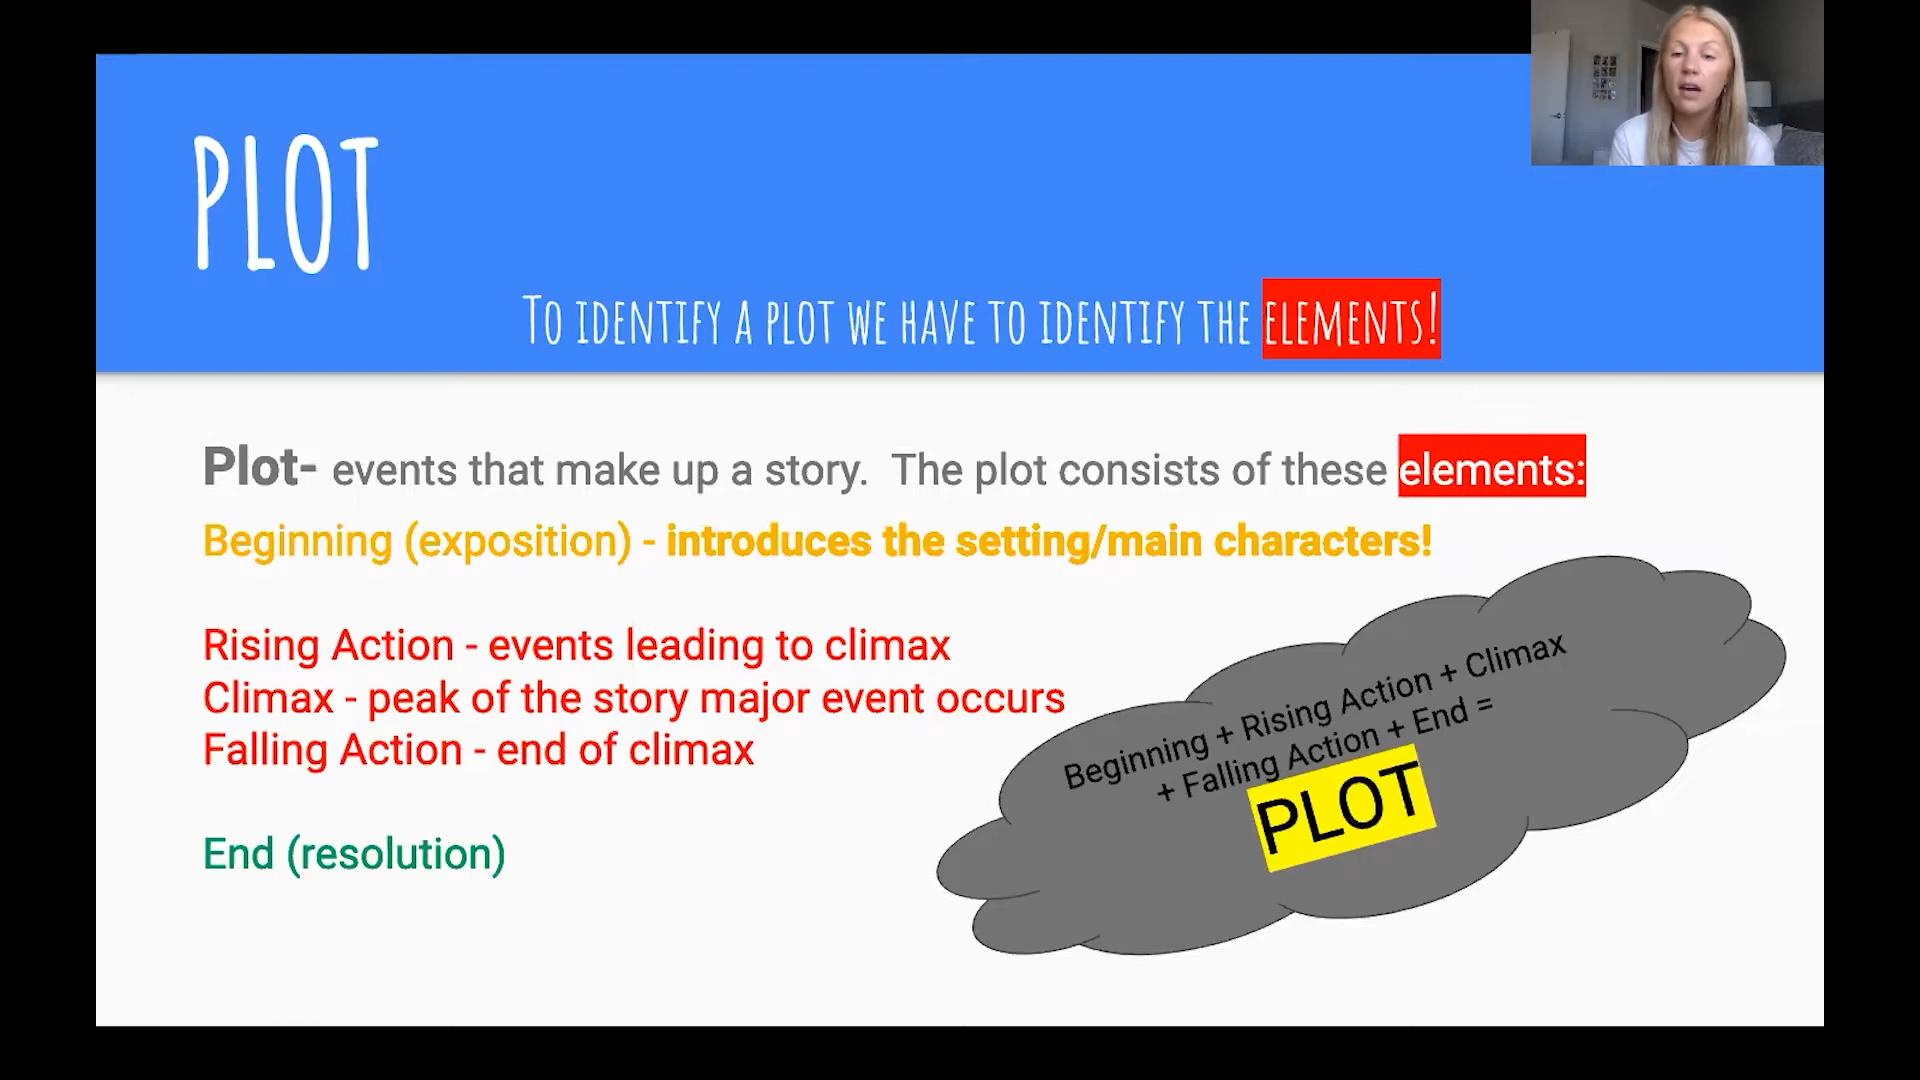 PLOT
TO IDENTIFY A PLOT WE HAVE TO IDENTIFY THE ELEMENTS!
Plot- events that make up a story. The plot consists of these elements:
Beginning (exposition) - introduces the setting/main characters!
Rising Action - events leading to climax
Climax - peak of the story major event occurs
Falling Action - end of climax
End (resolution)
Beginning + Rising Action + Climax
+ Falling Action + End =
PLOT